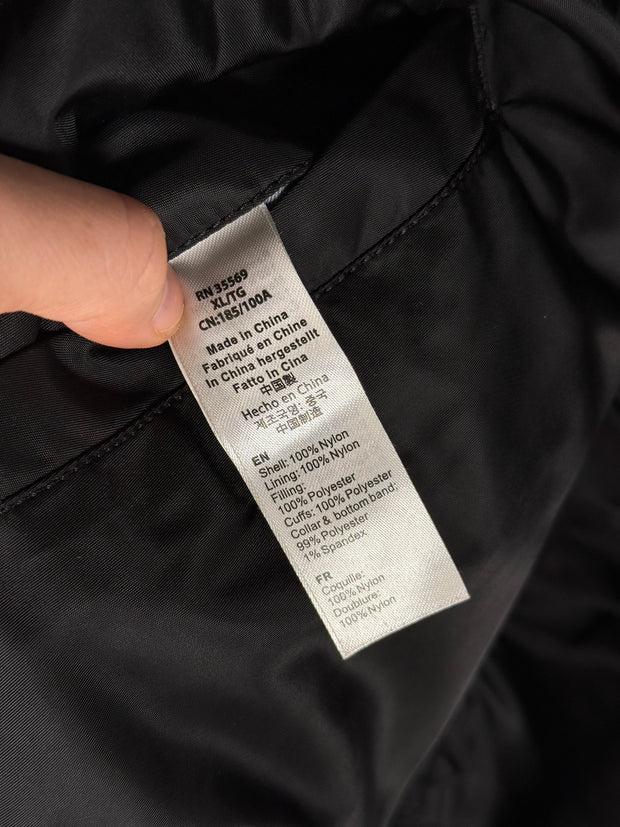 RN 35569
XL/TG
CN:185/100A
Made in China
Fabriqué en Chine
In China hergestellt
Fatto in Cina
中国製
Hecho en China
제조국명: 중국
中国制造
EN
Shell: 100% Nylon
Lining: 100% Nylon
Filling:
100% Polyester
Cuffs: 100% Polyester
Collar & bottom band:
99% Polyester
1% Spandex
FR
Coquille:
100% Nylon
Doublure:
100% Nylon